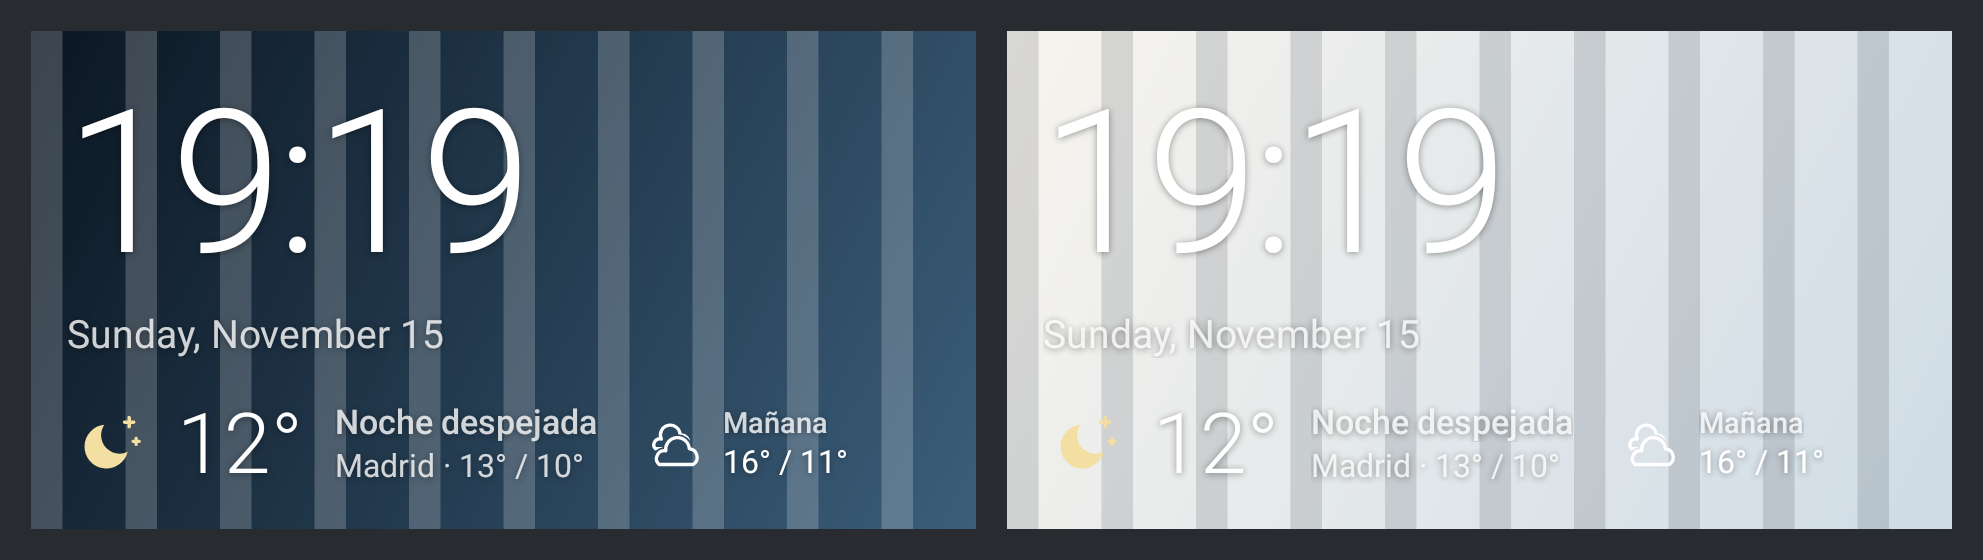 19:19
Sunday, November 15
12°
Noche despejada
Madrid · 13° / 10°
Mañana
16° / 11°
19:19
Sunday, November 15
12°
Noche despejada
Madrid · 13° / 10°
Mañana
16° / 11°